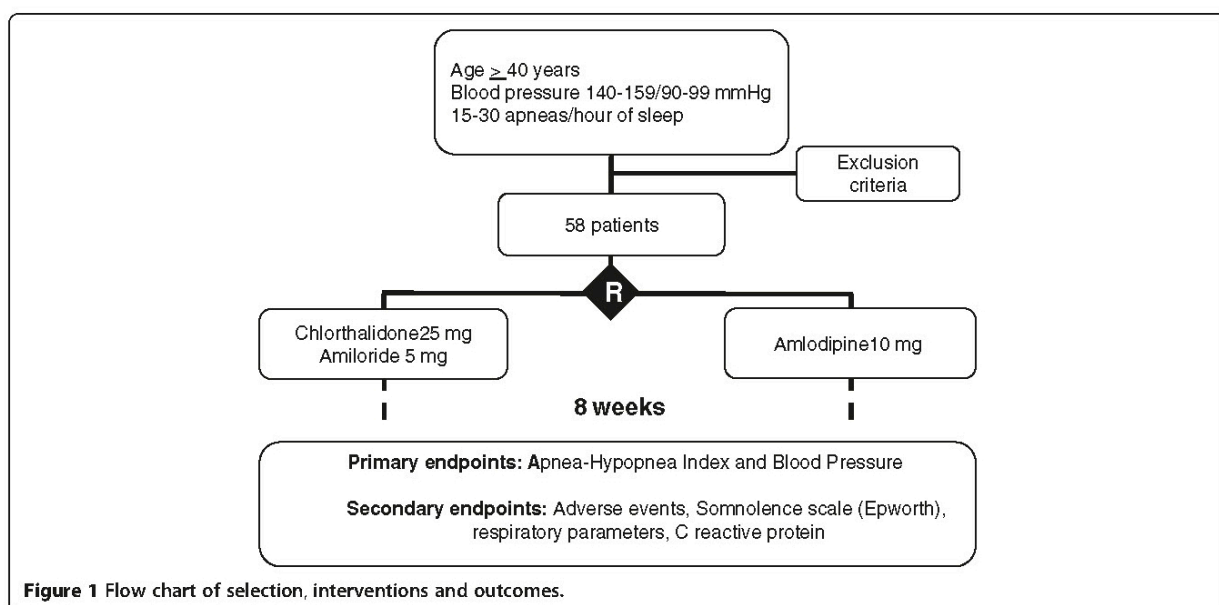 Age ≥ 40 years
Blood pressure 140-159/90-99 mmHg
15-30 apneas/hour of sleep
Exclusion
criteria
58 patients
R
Chlorthalidone25 mg
Amiloride 5 mg
Amlodipine10 mg
8 weeks
Primary endpoints: Apnea-Hypopnea Index and Blood Pressure
Secondary endpoints: Adverse events, Somnolence scale (Epworth),
respiratory parameters, C reactive protein
Figure 1 Flow chart of selection, interventions and outcomes.